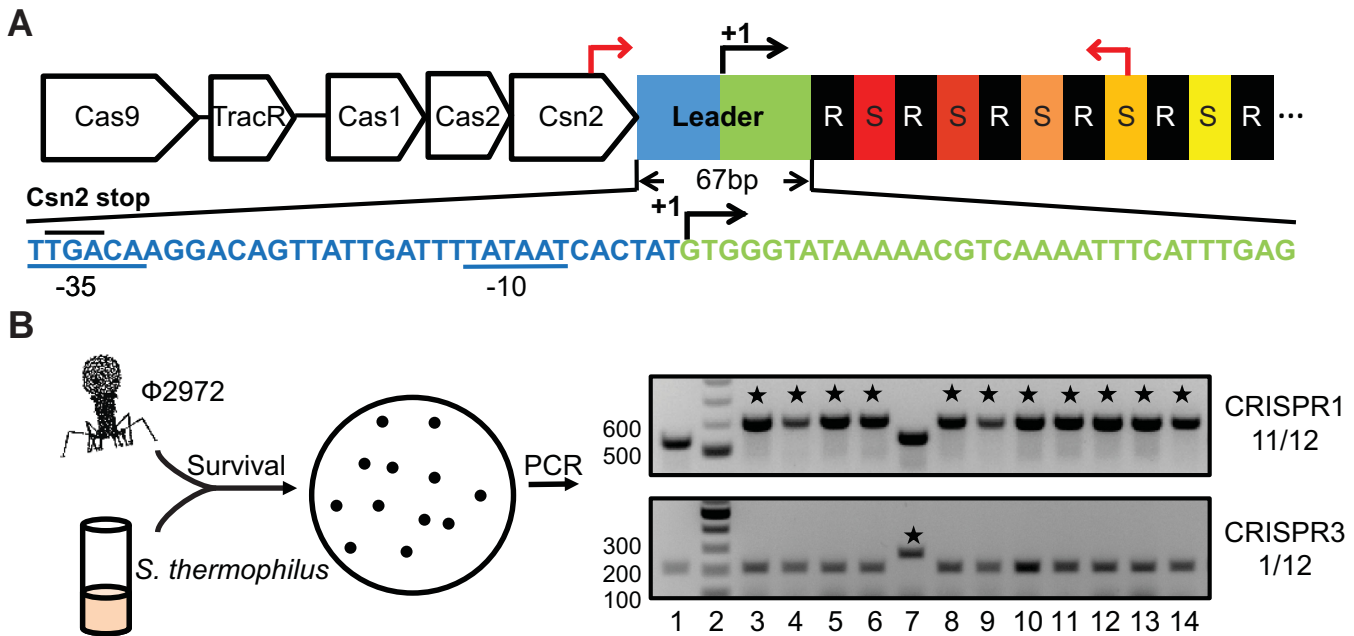 A
+1
Cas9 TracR Cas1 Cas2 Csn2 Leader R S R S R S R S R S R ...
67bp
Csn2 stop
+1
TTGACAAGGACAGTTATTGATTTTATAATCACTATGTGGGTATAAAAACGTCAAAATTTCATTTGAG
-35 -10
B
Φ2972
Survival
S. thermophilus
PCR
★ ★ ★ ★ ★ ★ ★ ★ ★ ★ ★
600
500
CRISPR1
11/12
★
300
200
100
CRISPR3
1/12
1 2 3 4 5 6 7 8 9 10 11 12 13 14